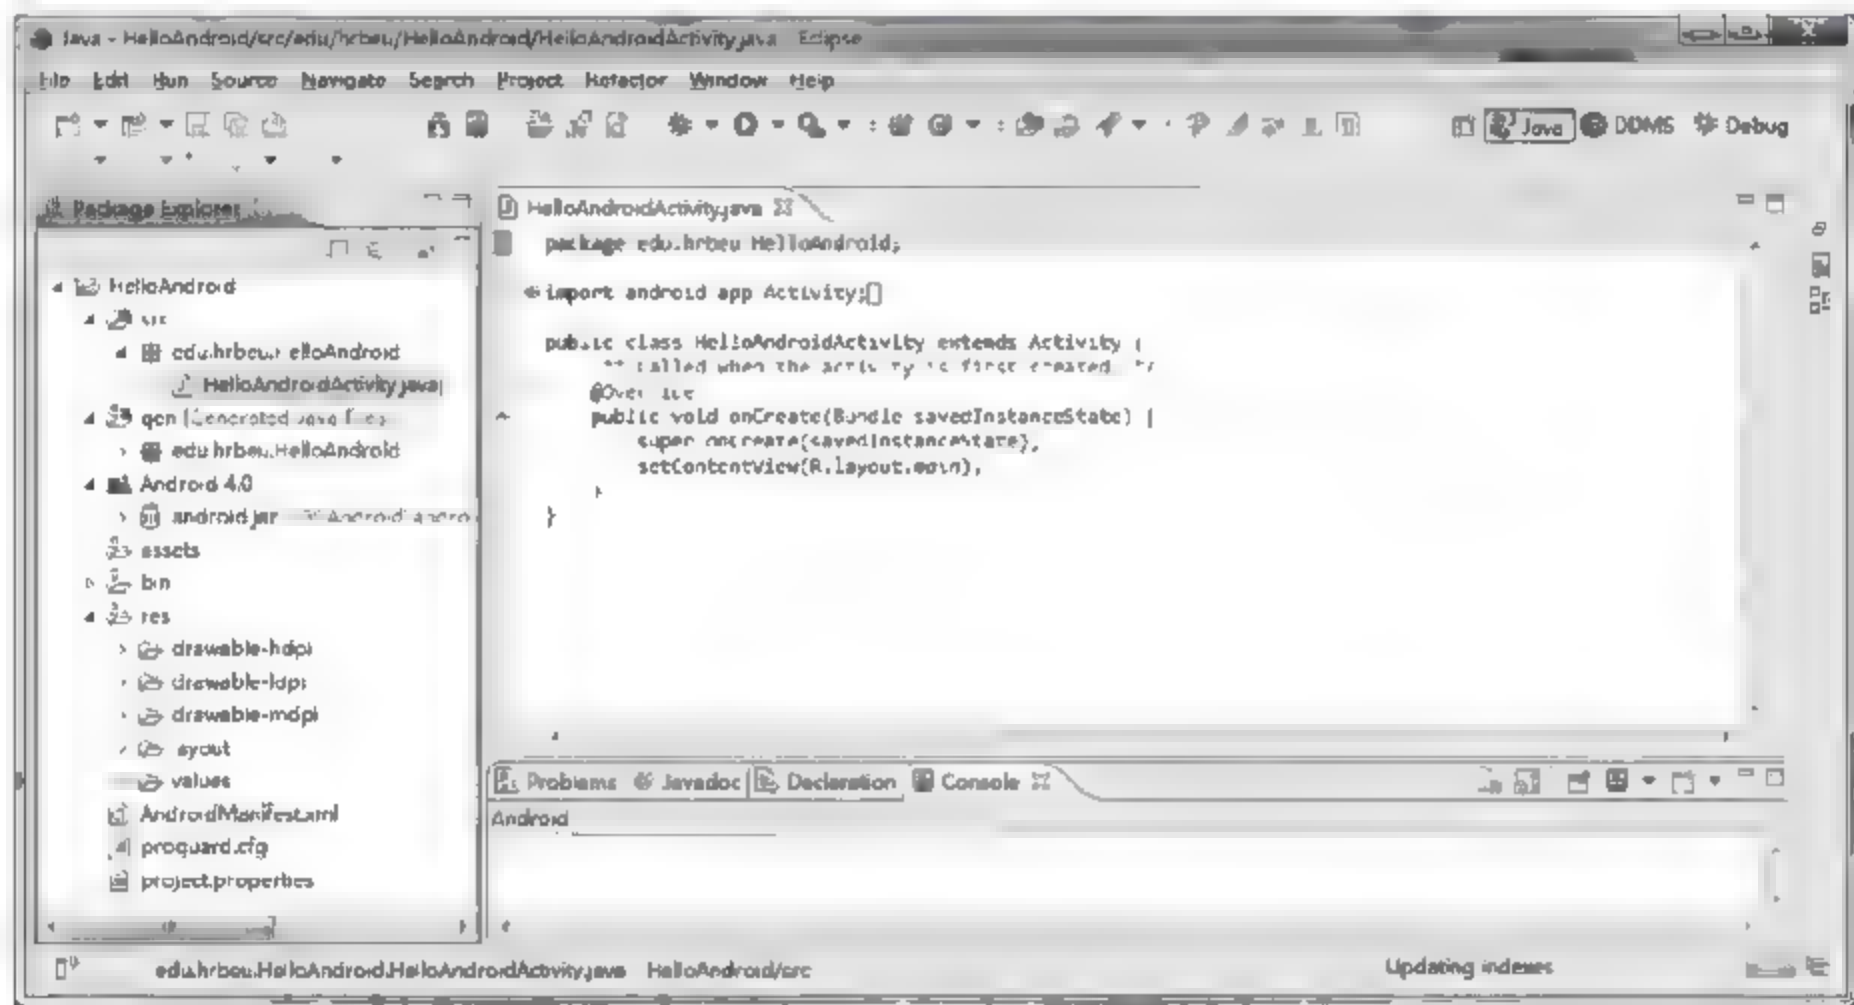 Java - HelloAndroid/src/edu/hrbeu/HelloAndroid/HelloAndroidActivity.java - Eclipse
File Edit Run Source Navigate Search Project Refactor Window Help
Java DDMS Debug
Package Explorer
HelloAndroid
src
edu.hrbeu.HelloAndroid
HelloAndroidActivity.java
gen [Generated Java Files]
edu.hrbeu.HelloAndroid
Android 4.0
android.jar
assets
bin
res
drawable-hdpi
drawable-ldpi
drawable-mdpi
layout
values
AndroidManifest.xml
proguard.cfg
project.properties
HelloAndroidActivity.java
package edu.hrbeu.HelloAndroid;
import android.app.Activity;
public class HelloAndroidActivity extends Activity {
/** Called when the activity is first created. */
@Override
public void onCreate(Bundle savedInstanceState) {
super.onCreate(savedInstanceState);
setContentView(R.layout.main);
}
}
Problems @ Javadoc Declaration Console
Android
edu.hrbeu.HelloAndroid.HelloAndroidActivity.java - HelloAndroid/src
Updating indexes